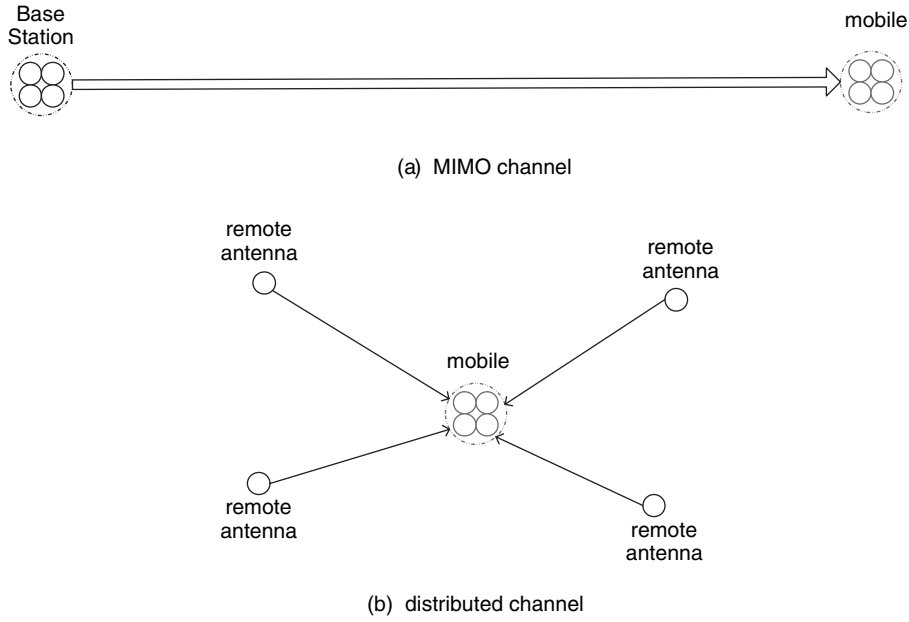 Base
Station
mobile
(a) MIMO channel
remote
antenna
remote
antenna
mobile
remote
antenna
remote
antenna
(b) distributed channel